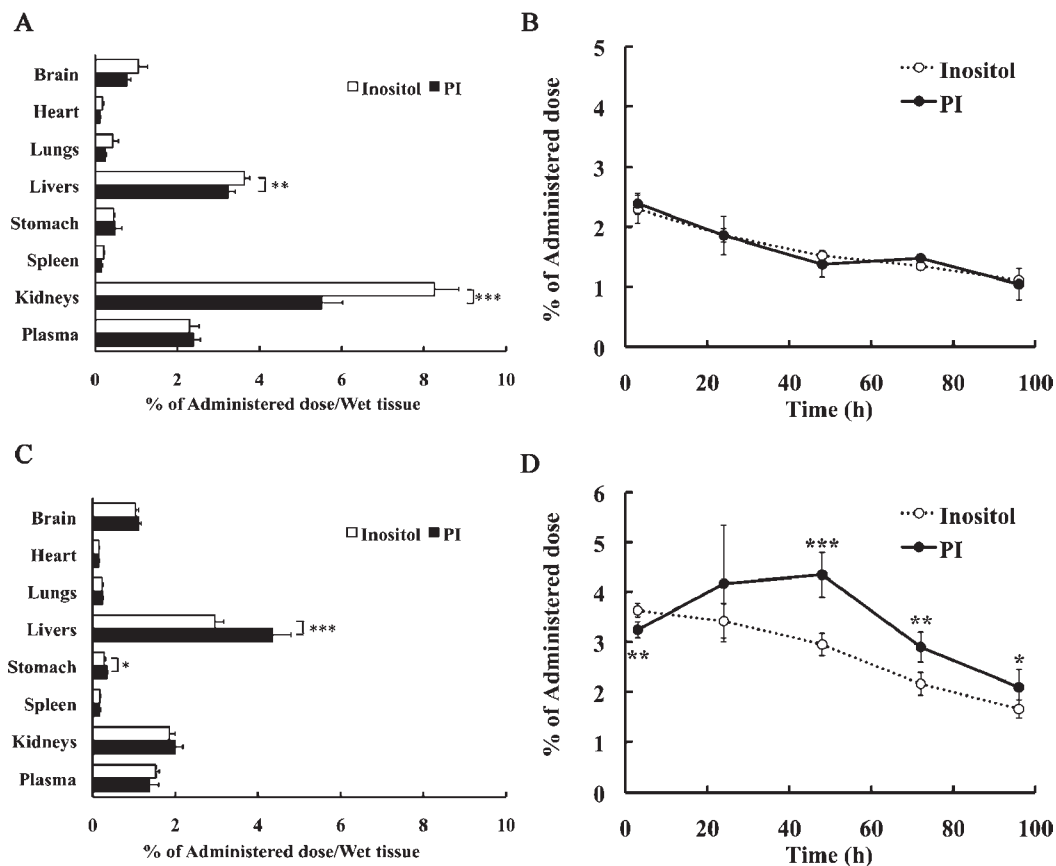 A
Inositol PI
Brain
Heart
Lungs
Livers
**
Stomach
Spleen
Kidneys
***
Plasma
0 2 4 6 8 10
% of Administered dose/Wet tissue
B
% of Administered dose
5
4
3
2
1
0
Inositol
PI
0 20 40 60 80 100
Time (h)
C
Inositol PI
Brain
Heart
Lungs
Livers
***
Stomach
*
Spleen
Kidneys
Plasma
0 2 4 6 8 10
% of Administered dose/Wet tissue
D
% of Administered dose
6
5
4
3
2
1
0
Inositol
PI
***
**
**
*
0 20 40 60 80 100
Time (h)